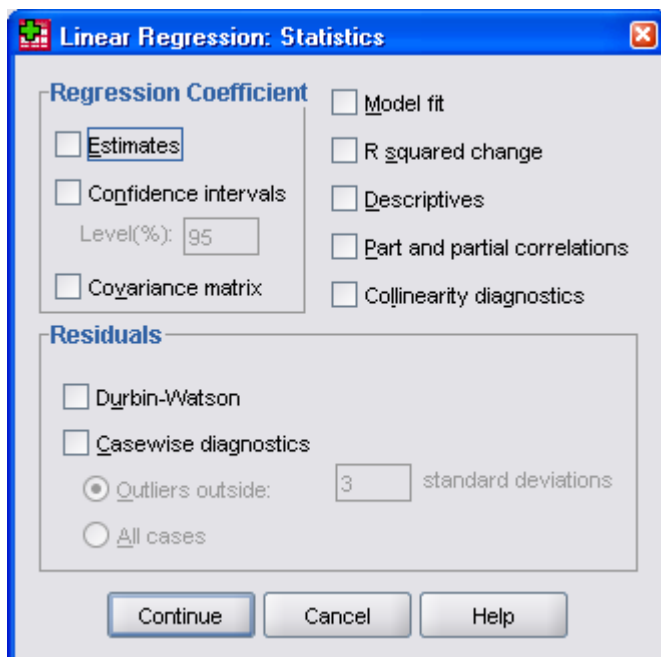 Linear Regression: Statistics
Regression Coefficient
Estimates
Confidence intervals
Level(%): 95
Covariance matrix
Model fit
R squared change
Descriptives
Part and partial correlations
Collinearity diagnostics
Residuals
Durbin-Watson
Casewise diagnostics
Outliers outside: 3 standard deviations
All cases
Continue Cancel Help